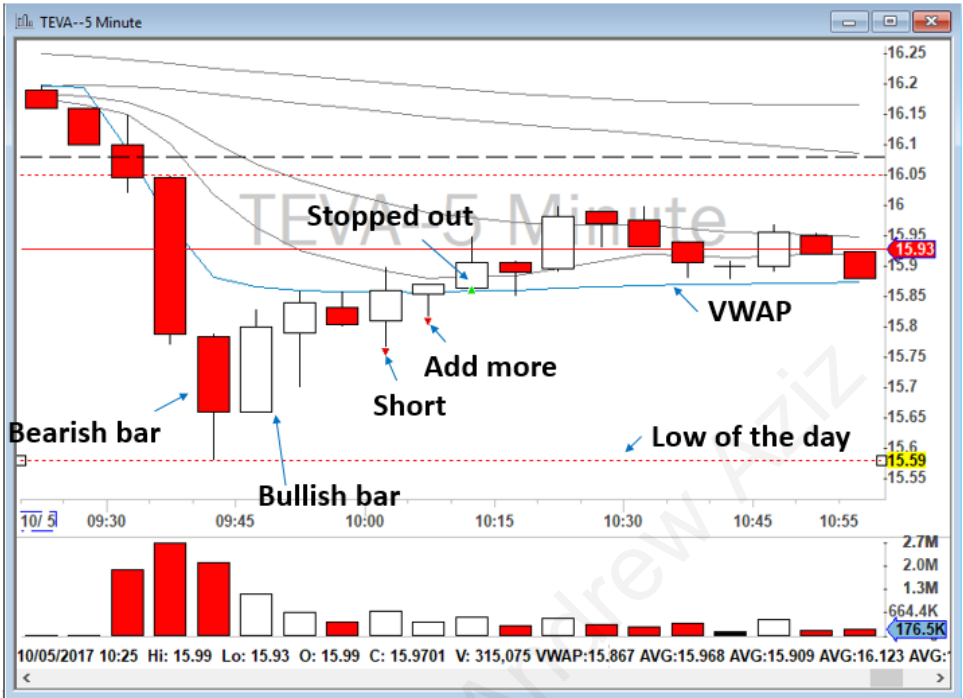 TEVA--5 Minute
16.25
16.2
16.15
16.1
16.05
16
15.95
15.93
15.9
15.85
15.8
15.75
15.7
15.65
15.6
15.59
15.55
TEVA--5 Minute
Stopped out
VWAP
Add more
Short
Bearish bar
Low of the day
Bullish bar
10/ 5 09:30 09:45 10:00 10:15 10:30 10:45 10:55
2.7M
2.0M
1.3M
664.4K
176.5K
10/05/2017 10:25 Hi: 15.99 Lo: 15.93 O: 15.99 C: 15.9701 V: 315,075 VWAP:15.867 AVG:15.968 AVG:15.909 AVG:16.123 AVG:
Andrew Aziz